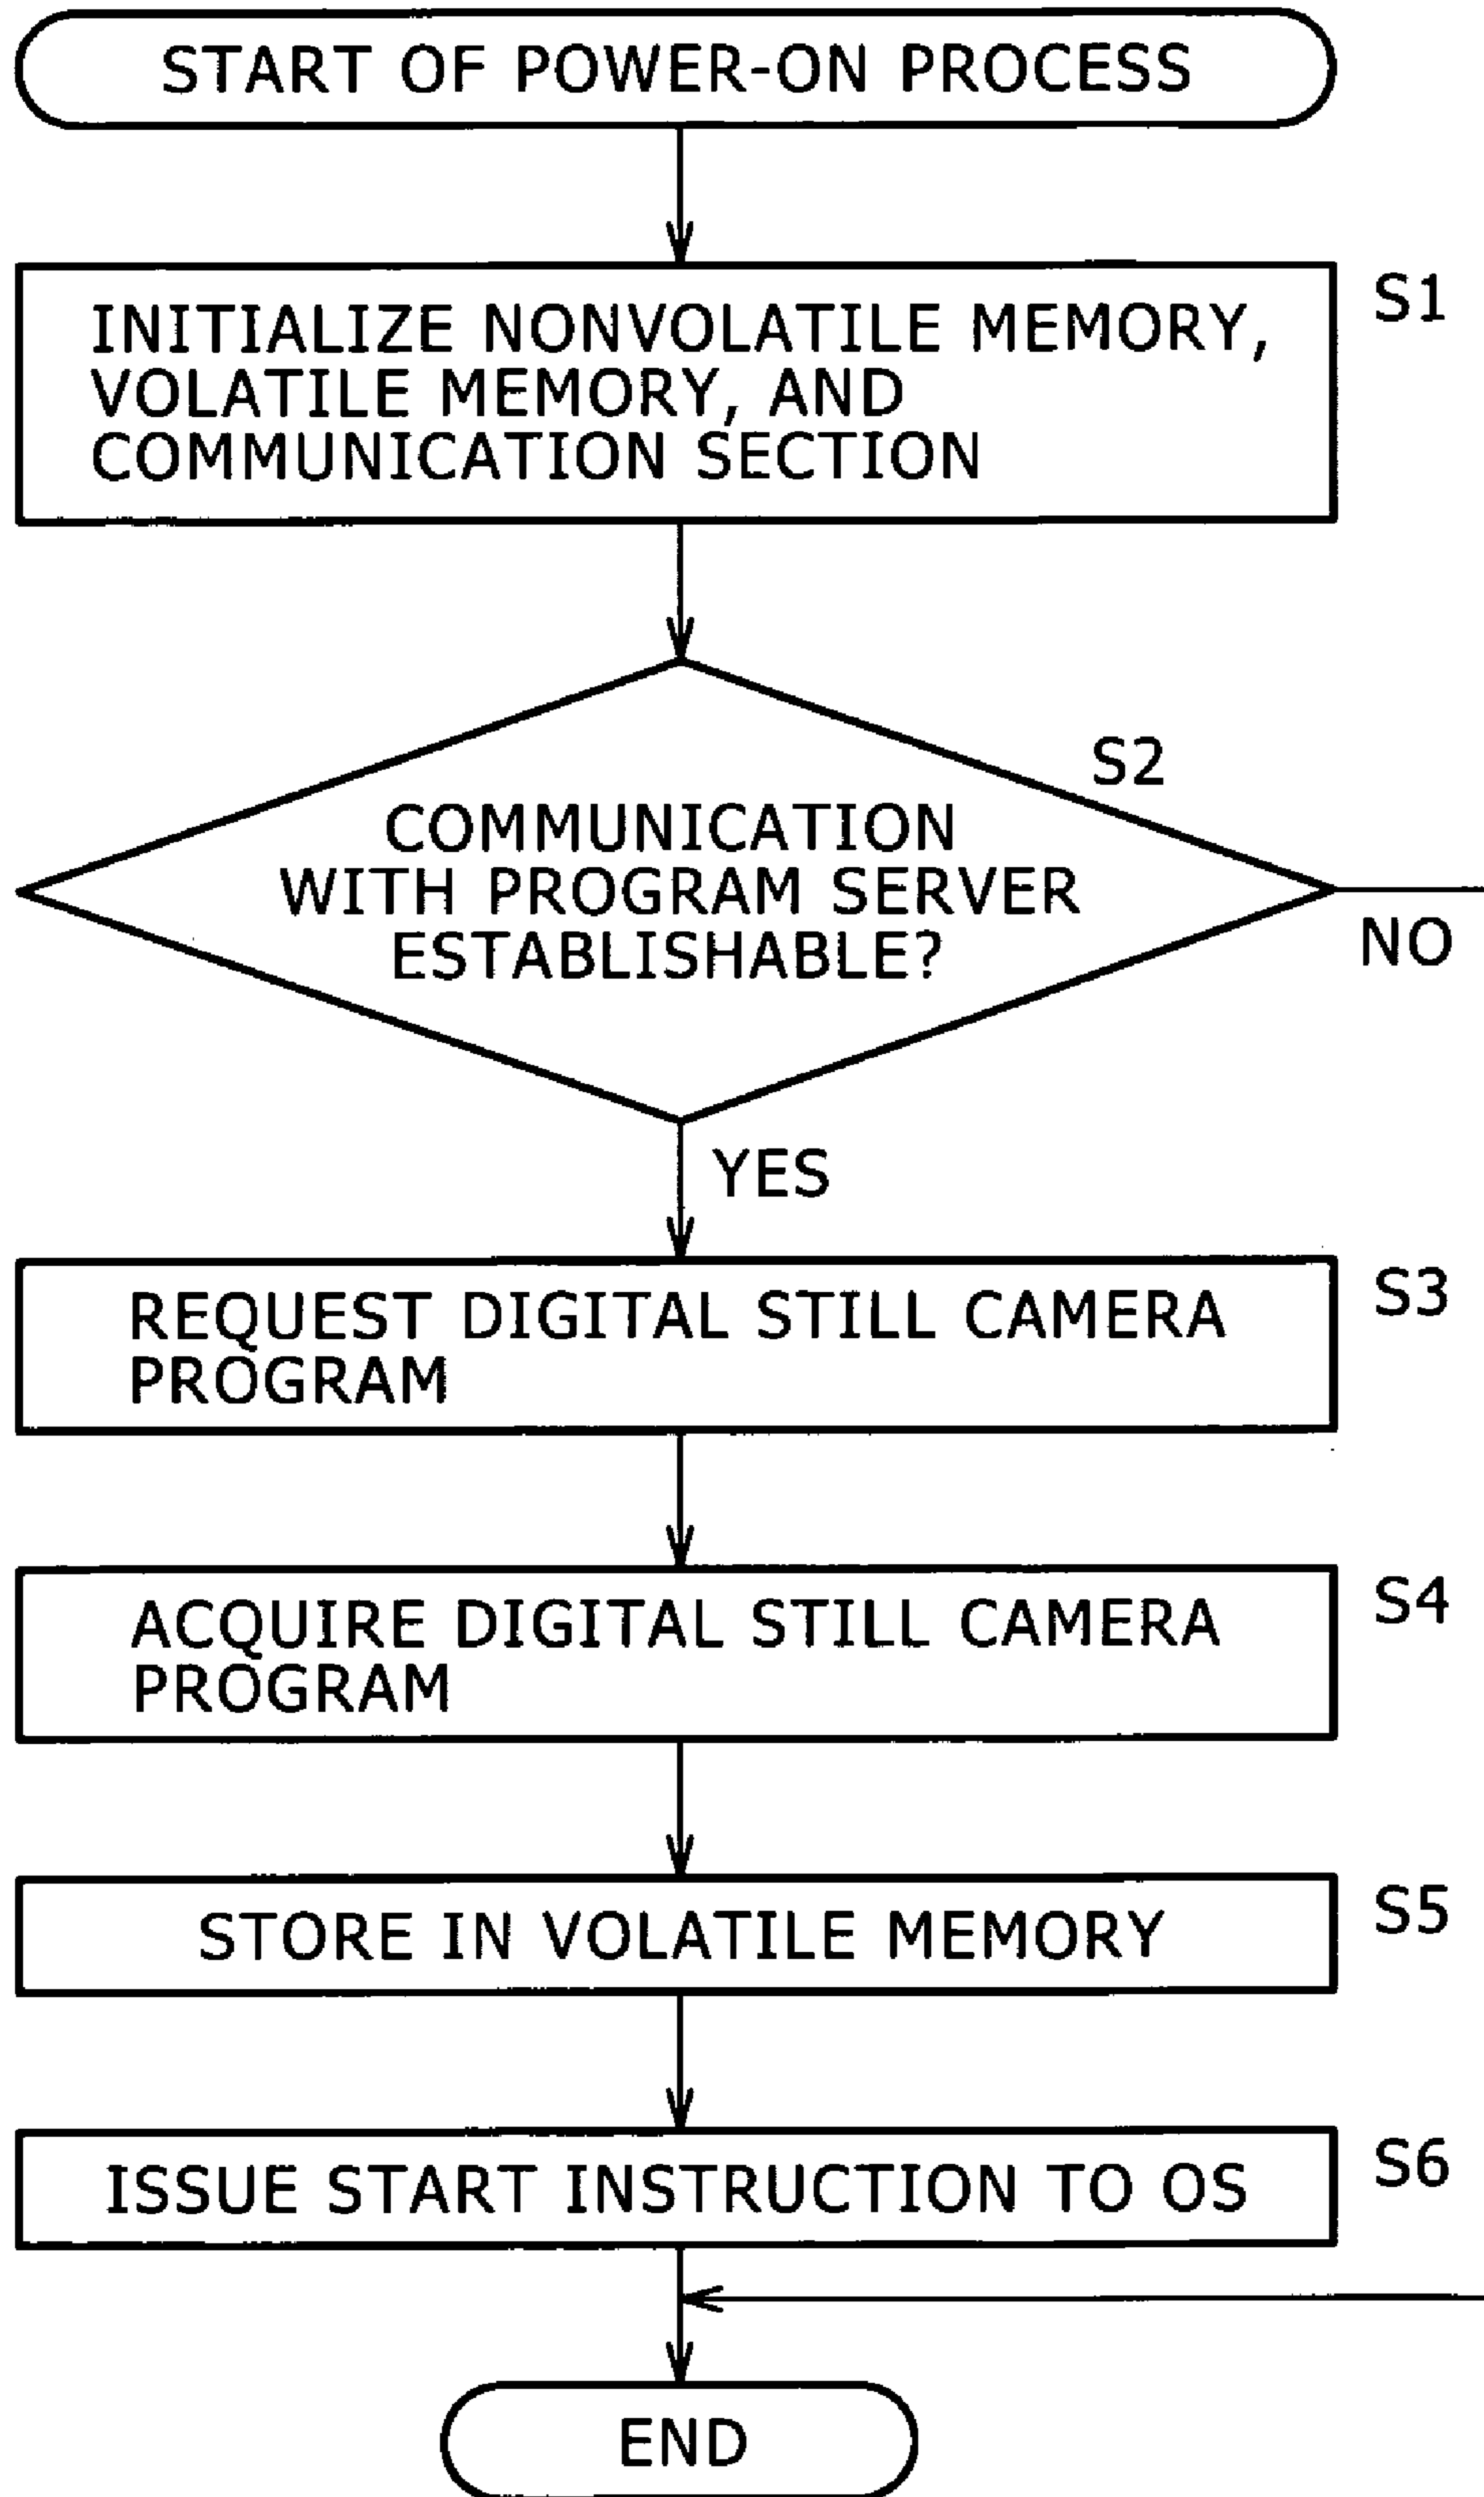 START OF POWER-ON PROCESS
INITIALIZE NONVOLATILE MEMORY,
VOLATILE MEMORY, AND
COMMUNICATION SECTION
S1
S2
COMMUNICATION
WITH PROGRAM SERVER
ESTABLISHABLE?
NO
YES
REQUEST DIGITAL STILL CAMERA
PROGRAM
S3
ACQUIRE DIGITAL STILL CAMERA
PROGRAM
S4
STORE IN VOLATILE MEMORY
S5
ISSUE START INSTRUCTION TO OS
S6
END